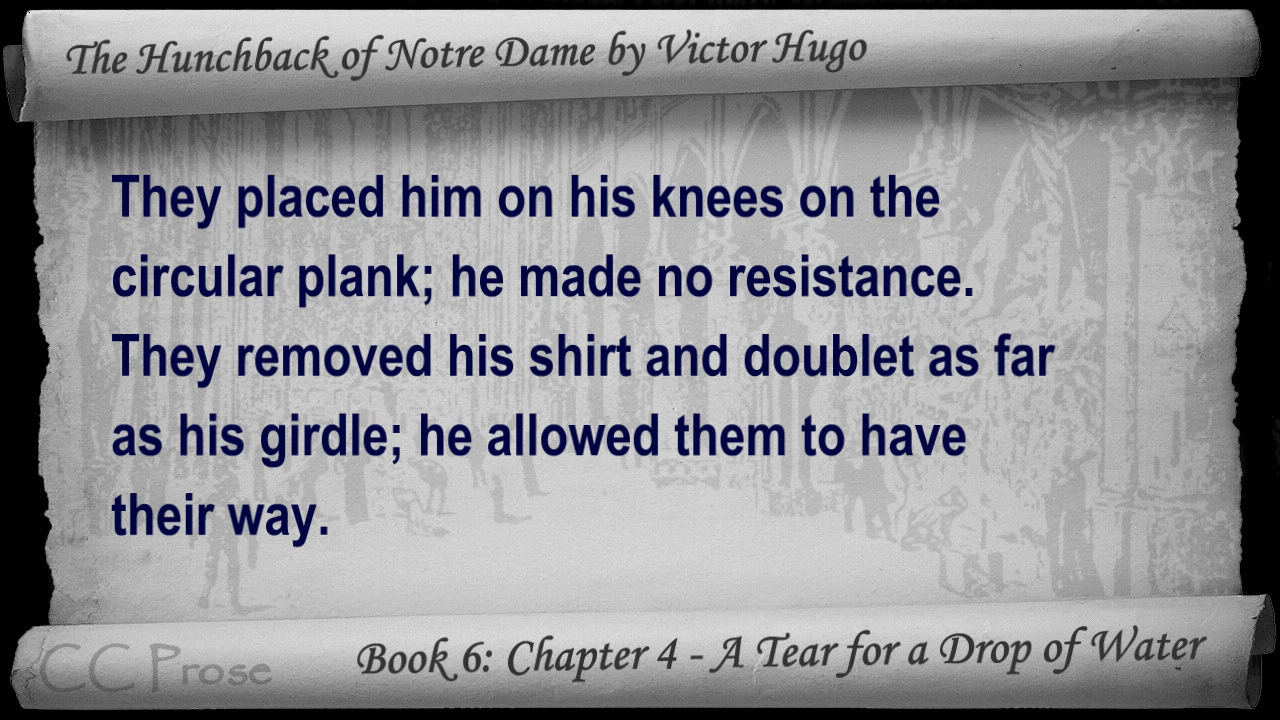 The Hunchback of Notre Dame by Victor Hugo
They placed him on his knees on the
circular plank; he made no resistance.
They removed his shirt and doublet as far
as his girdle; he allowed them to have
their way.
CC Prose
Book 6: Chapter 4 - A Tear for a Drop of Water